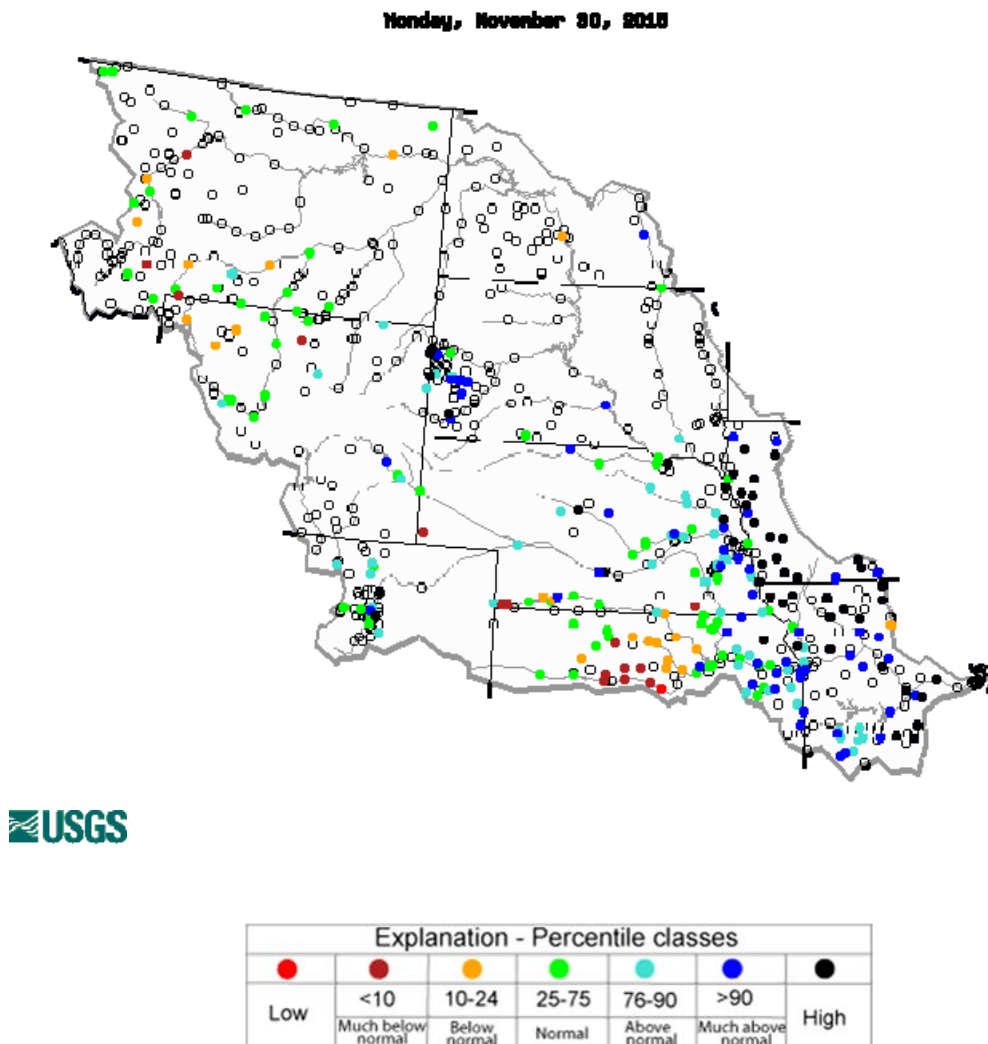 Monday, November 30, 2015
USGS
Explanation - Percentile classes
Low
<10
10-24
25-75
76-90
>90
High
Much below normal
Below normal
Normal
Above normal
Much above normal